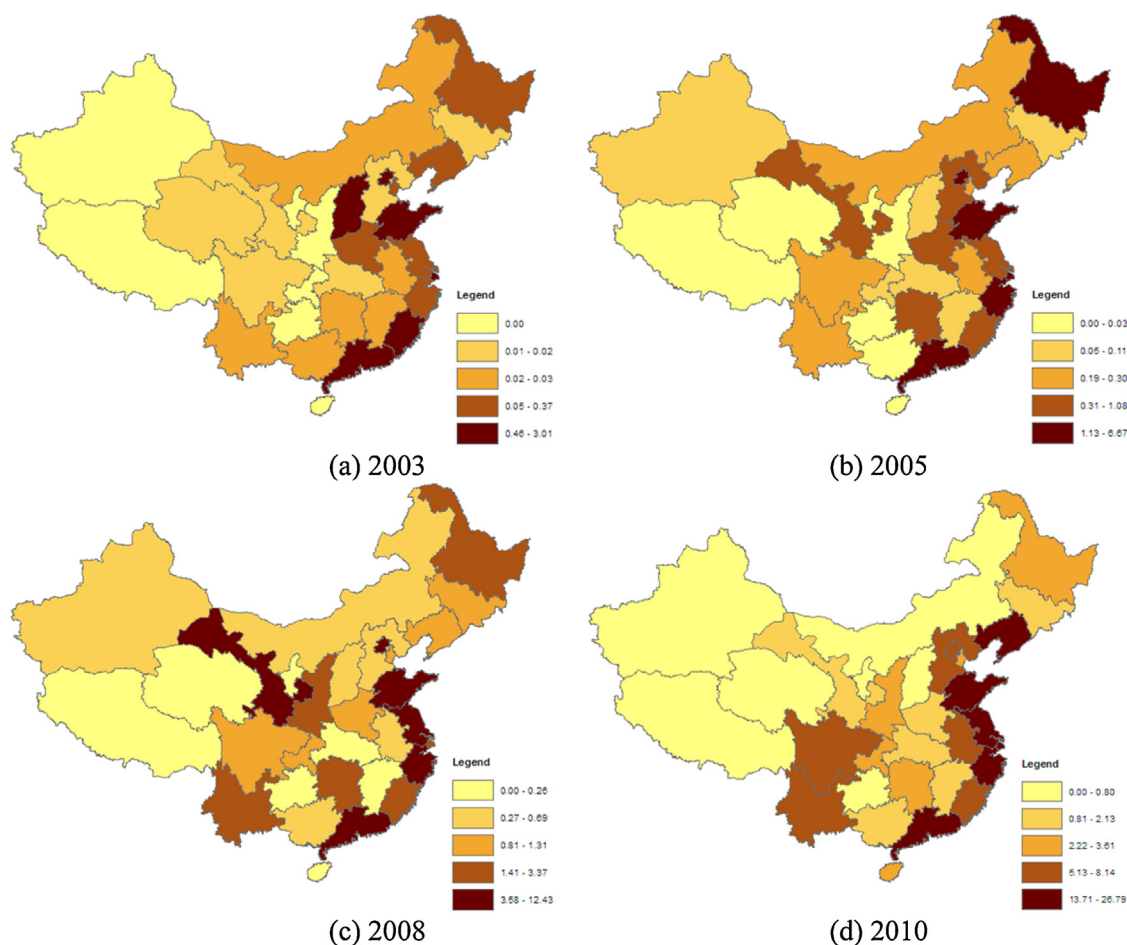 Legend
0.00
0.01 - 0.02
0.02 - 0.03
0.05 - 0.37
0.46 - 3.01
(a) 2003
Legend
0.00 - 0.03
0.05 - 0.11
0.19 - 0.30
0.31 - 1.08
1.13 - 6.67
(b) 2005
Legend
0.00 - 0.26
0.27 - 0.69
0.81 - 1.31
1.41 - 3.37
3.58 - 12.43
(c) 2008
Legend
0.00 - 0.80
0.81 - 2.13
2.22 - 3.61
5.13 - 8.14
13.71 - 26.79
(d) 2010